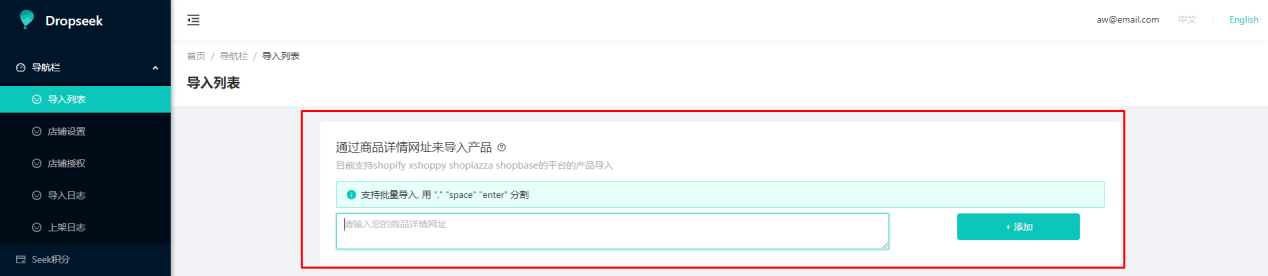 Dropseek
aw@email.com 中文 English
首页 / 导航栏 / 导入列表
导入列表
导航栏
导入列表
店铺设置
店铺授权
导入日志
上架日志
Seek积分
通过商品详情网址来导入产品
目前支持shopify xshoppy shoplazza shopbase的平台的产品导入
支持批量导入, 用 "," "space" "enter" 分割
请输入您的商品详情网址
+ 添加